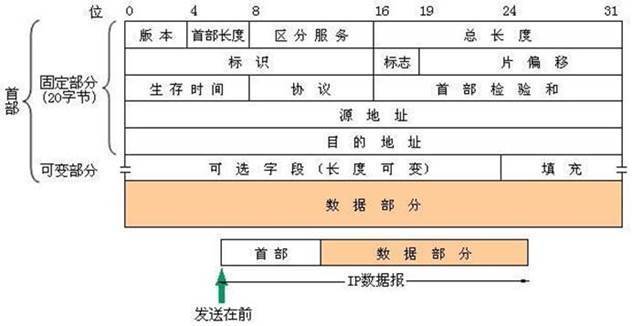 位 0 4 8 16 19 24 31
版本 首部长度 区分服务 总长度
标识 标志 片偏移
生存时间 协议 首部检验和
源地址
目的地址
可选字段(长度可变) 填充
数据部分
首部
固定部分
(20字节)
可变部分
首部 数据部分
IP数据报
发送在前